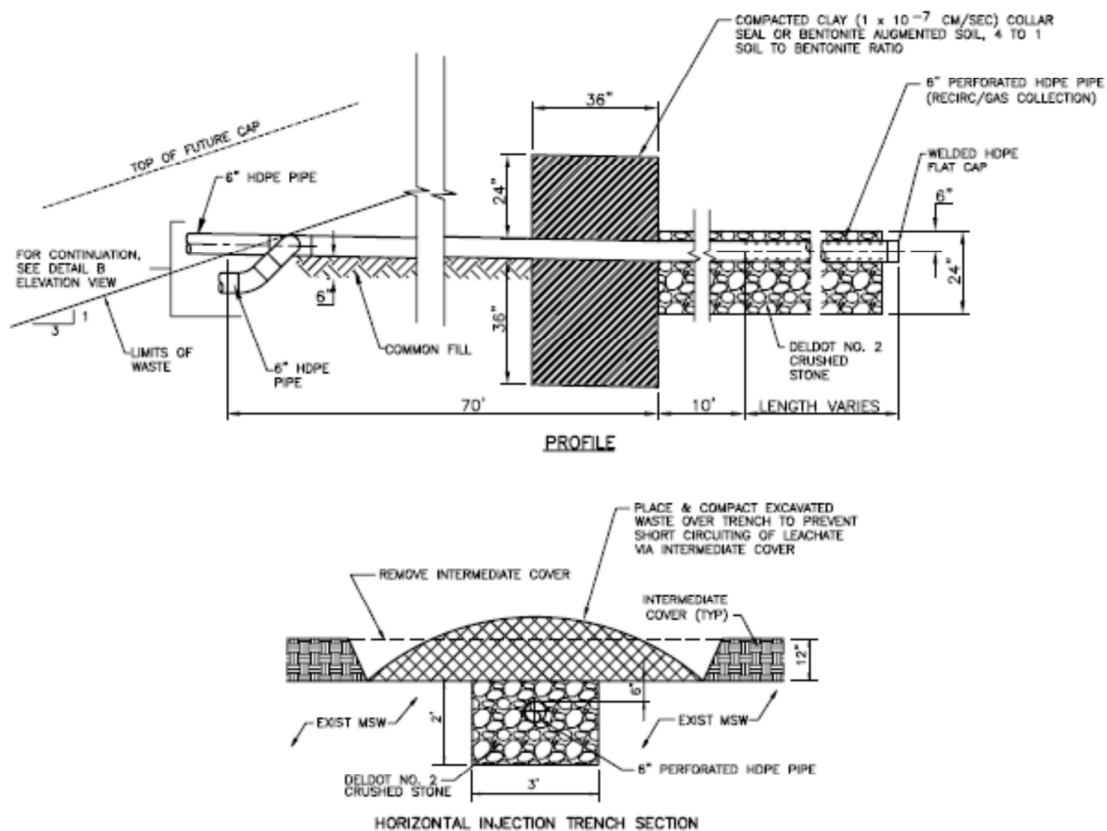 COMPACTED CLAY (1 x 10⁻⁷ CM/SEC) COLLAR
SEAL OR BENTONITE AUGMENTED SOIL, 4 TO 1
SOIL TO BENTONITE RATIO
6" PERFORATED HDPE PIPE
(RECIRC/GAS COLLECTION)
WELDED HDPE
FLAT CAP
36"
TOP OF FUTURE CAP
6" HDPE PIPE
24"
6"
FOR CONTINUATION,
SEE DETAIL B
ELEVATION VIEW
24"
6"
36"
3
1
LIMITS OF
WASTE
COMMON FILL
DELDOT NO. 2
CRUSHED
STONE
6" HDPE
PIPE
70'
10'
LENGTH VARIES
PROFILE
PLACE & COMPACT EXCAVATED
WASTE OVER TRENCH TO PREVENT
SHORT CIRCUITING OF LEACHATE
VIA INTERMEDIATE COVER
REMOVE INTERMEDIATE COVER
INTERMEDIATE
COVER (TYP)
12"
6"
EXIST MSW
2'
EXIST MSW
6" PERFORATED HDPE PIPE
DELDOT NO. 2
CRUSHED STONE
3'
HORIZONTAL INJECTION TRENCH SECTION